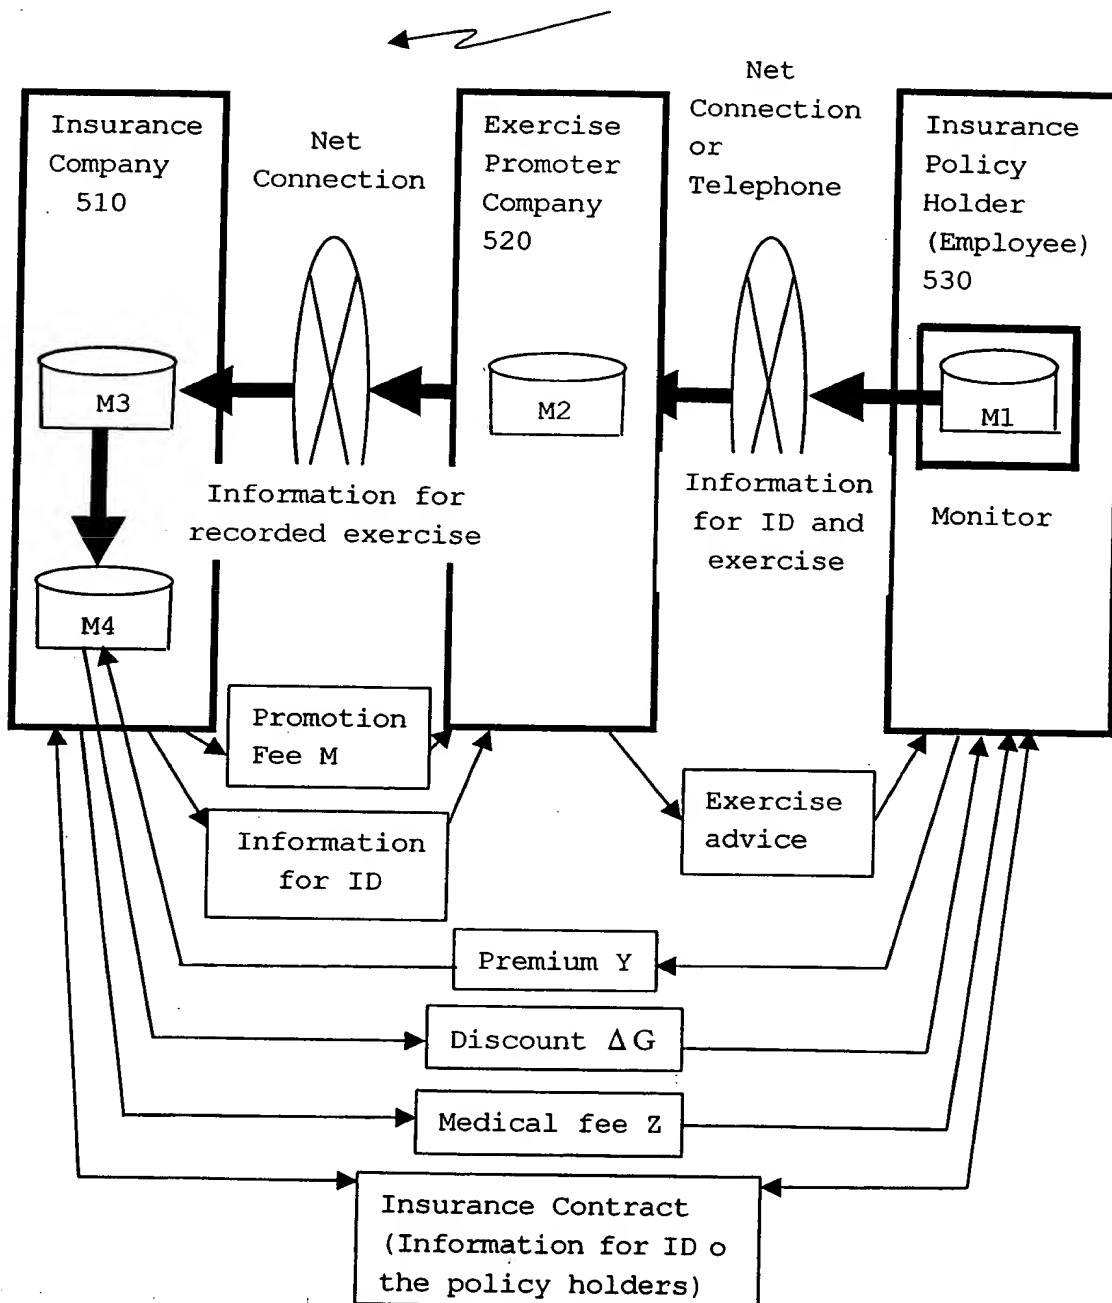 Insurance
Company
510
Net
Connection
Exercise
Promoter
Company
520
Net
Connection
or
Telephone
Insurance
Policy
Holder
(Employee)
530
M3
M2
M1
Information for
recorded exercise
Information
for ID and
exercise
Monitor
M4
Promotion
Fee M
Information
for ID
Exercise
advice
Premium Y
Discount ΔG
Medical fee Z
Insurance Contract
(Information for ID o
the policy holders)